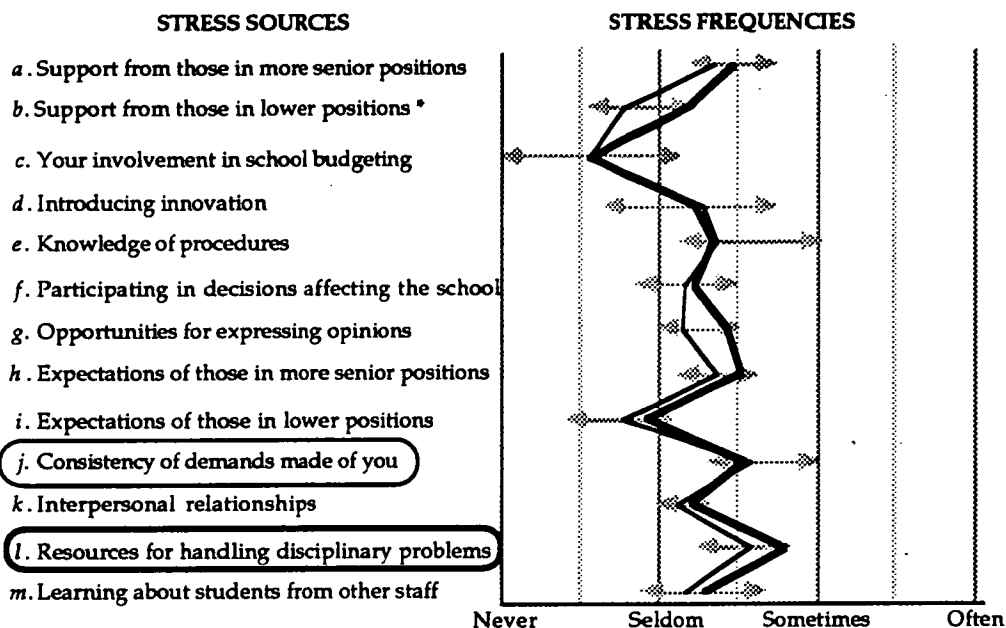 STRESS SOURCES STRESS FREQUENCIES
a. Support from those in more senior positions
b. Support from those in lower positions *
c. Your involvement in school budgeting
d. Introducing innovation
e. Knowledge of procedures
f. Participating in decisions affecting the school
g. Opportunities for expressing opinions
h. Expectations of those in more senior positions
i. Expectations of those in lower positions
j. Consistency of demands made of you
k. Interpersonal relationships
l. Resources for handling disciplinary problems
m. Learning about students from other staff
Never Seldom Sometimes Often